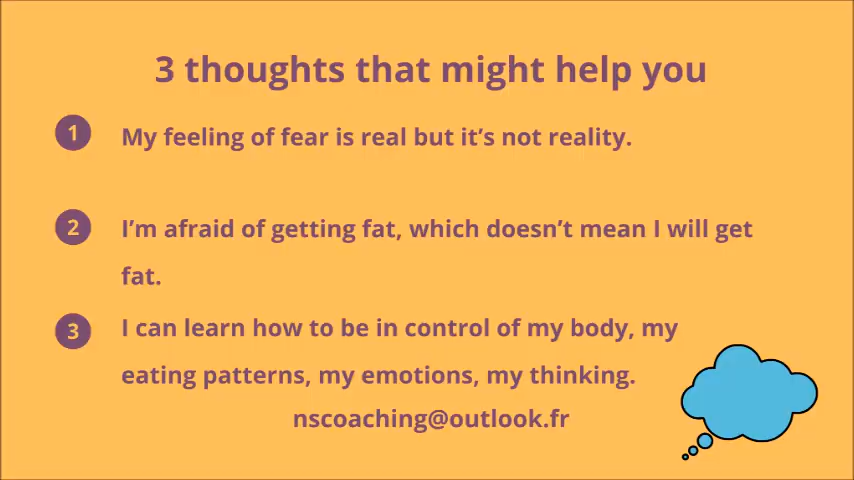 3 thoughts that might help you
1 My feeling of fear is real but it’s not reality.
2 I’m afraid of getting fat, which doesn’t mean I will get
fat.
3 I can learn how to be in control of my body, my
eating patterns, my emotions, my thinking.
nscoaching@outlook.fr